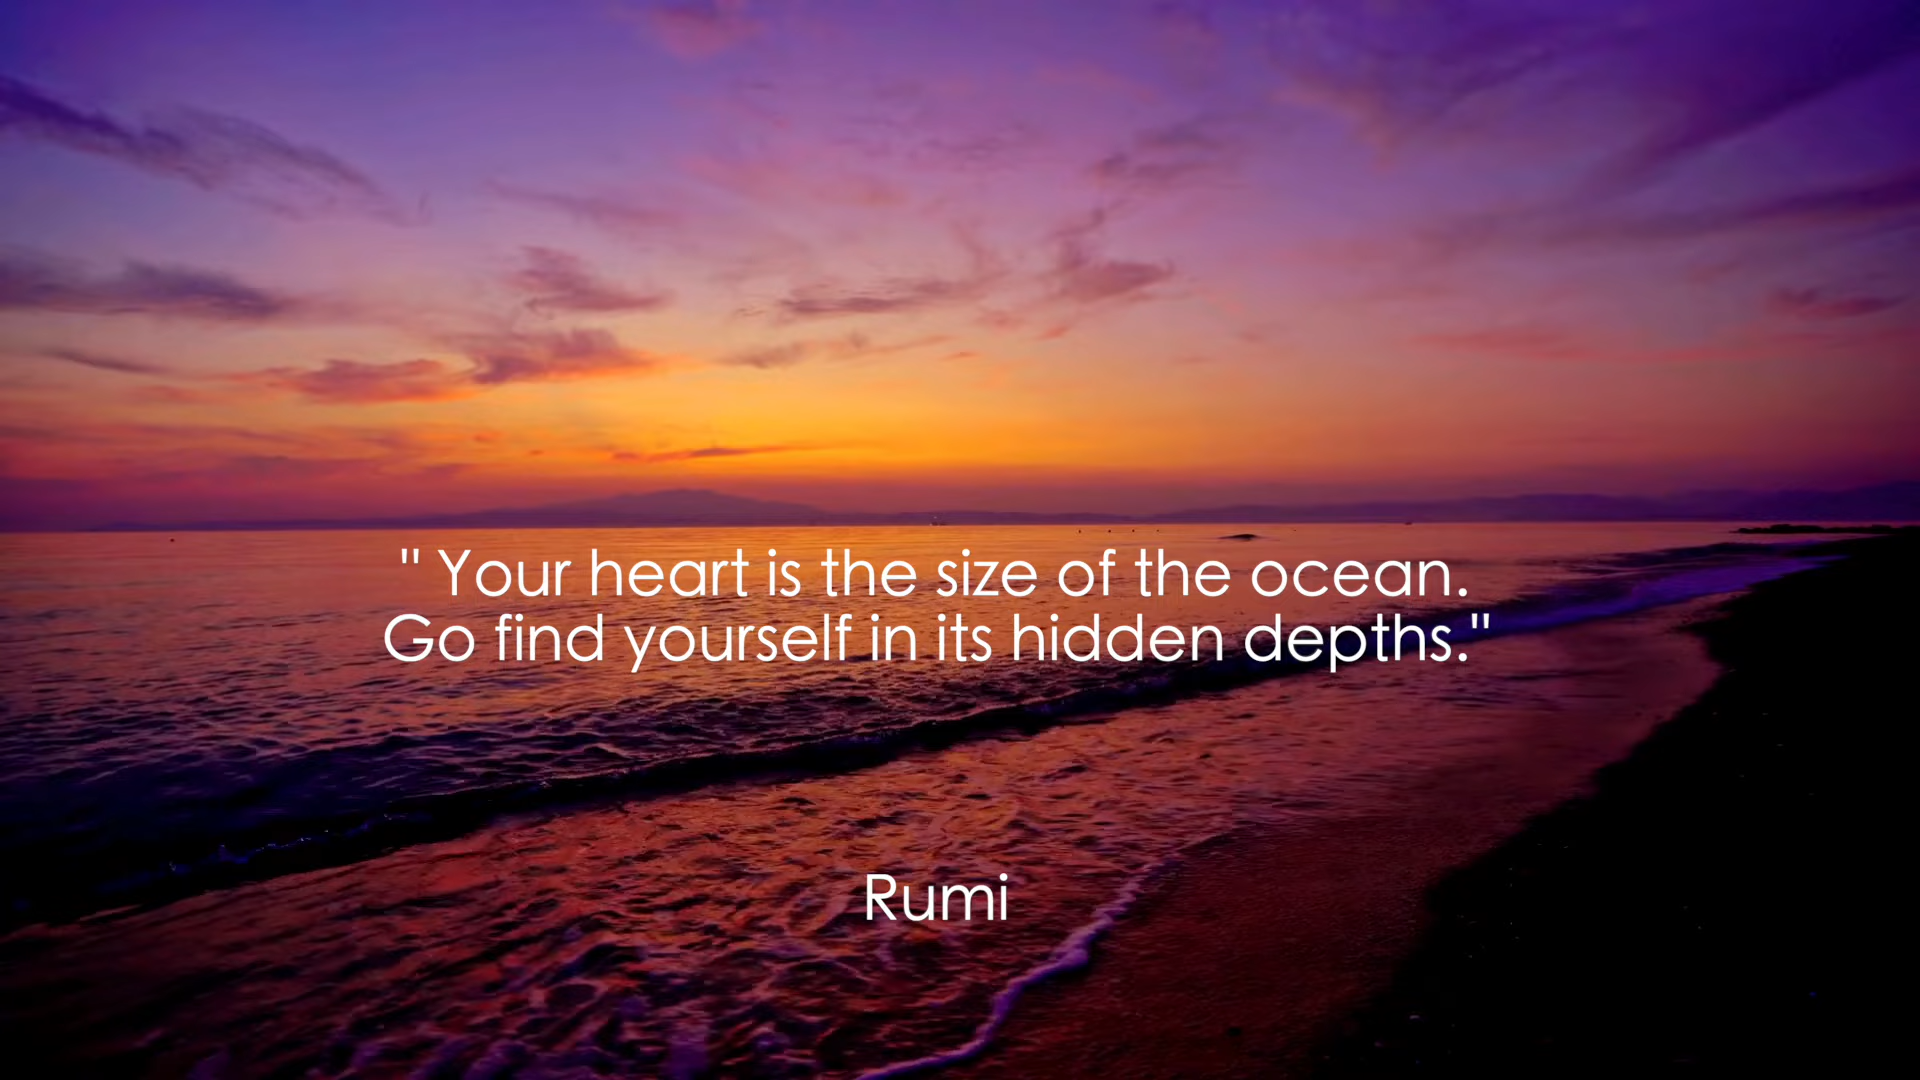 " Your heart is the size of the ocean.
Go find yourself in its hidden depths."
Rumi